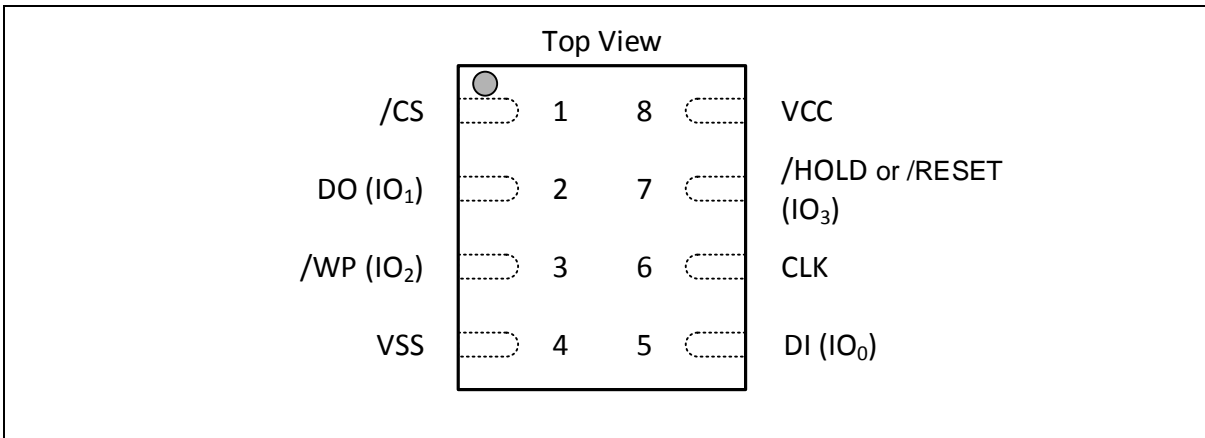 Top View
/CS 1 8 VCC
DO (IO₁) 2 7 /HOLD or /RESET
(IO₃)
/WP (IO₂) 3 6 CLK
VSS 4 5 DI (IO₀)